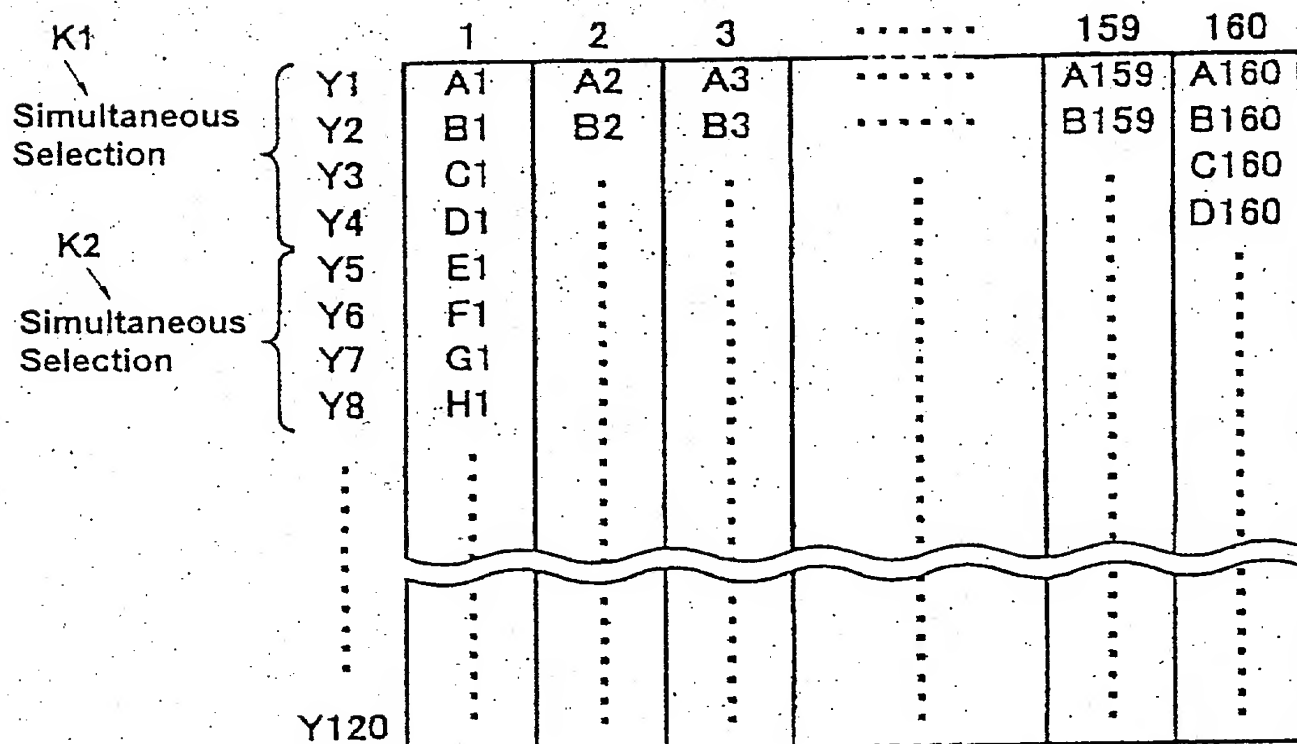 K1
1 2 3 ...... 159 160
Y1 A1 A2 A3 ...... A159 A160
Simultaneous
Selection
Y2 B1 B2 B3 ...... B159 B160
Y3 C1 C160
Y4 D1 D160
K2
Y5 E1
Simultaneous
Selection
Y6 F1
Y7 G1
Y8 H1
Y120